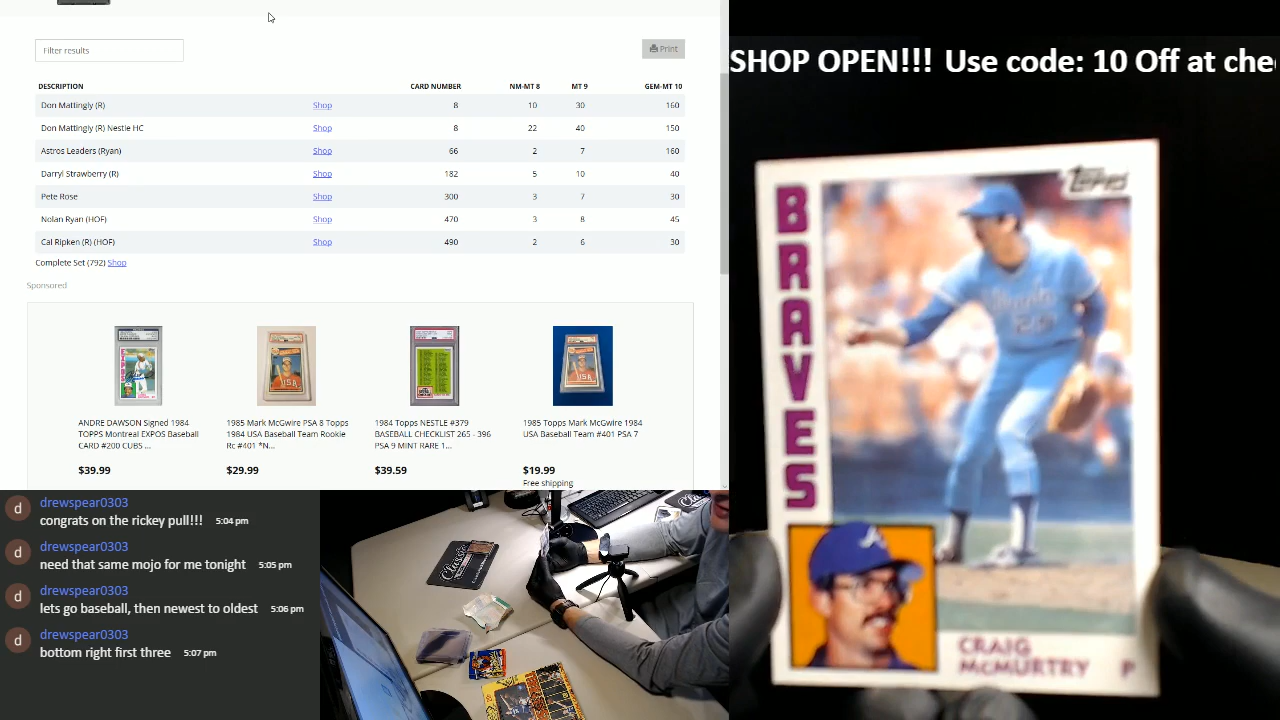 Filter results
Print
DESCRIPTION CARD NUMBER NM-MT 8 MT 9 GEM-MT 10
Don Mattingly (R) Shop 8 10 30 160
Don Mattingly (R) Nestle HC Shop 8 22 40 150
Astros Leaders (Ryan) Shop 66 2 7 160
Darryl Strawberry (R) Shop 182 5 10 40
Pete Rose Shop 300 3 7 30
Nolan Ryan (HOF) Shop 470 3 8 45
Cal Ripken (R) (HOF) Shop 490 2 6 30
Complete Set (792) Shop
Sponsored
ANDRE DAWSON Signed 1984
TOPPS Montreal EXPOS Baseball
CARD #200 CUBS ...
$39.99
1985 Mark McGwire PSA 8 Topps
1984 USA Baseball Team Rookie
Rc #401 *N...
$29.99
1984 Topps NESTLE #379
BASEBALL CHECKLIST 265 - 396
PSA 9 MINT RARE 1...
$39.59
1985 Topps Mark McGwire 1984
USA Baseball Team #401 PSA 7
$19.99
Free shipping
d drewspear0303
congrats on the rickey pull!!! 5:04 pm
d drewspear0303
need that same mojo for me tonight 5:05 pm
d drewspear0303
lets go baseball, then newest to oldest 5:06 pm
d drewspear0303
bottom right first three 5:07 pm
SHOP OPEN!!! Use code: 10 Off at che
Topps
BRAVES
29
A
CRAIG
McMURTRY P